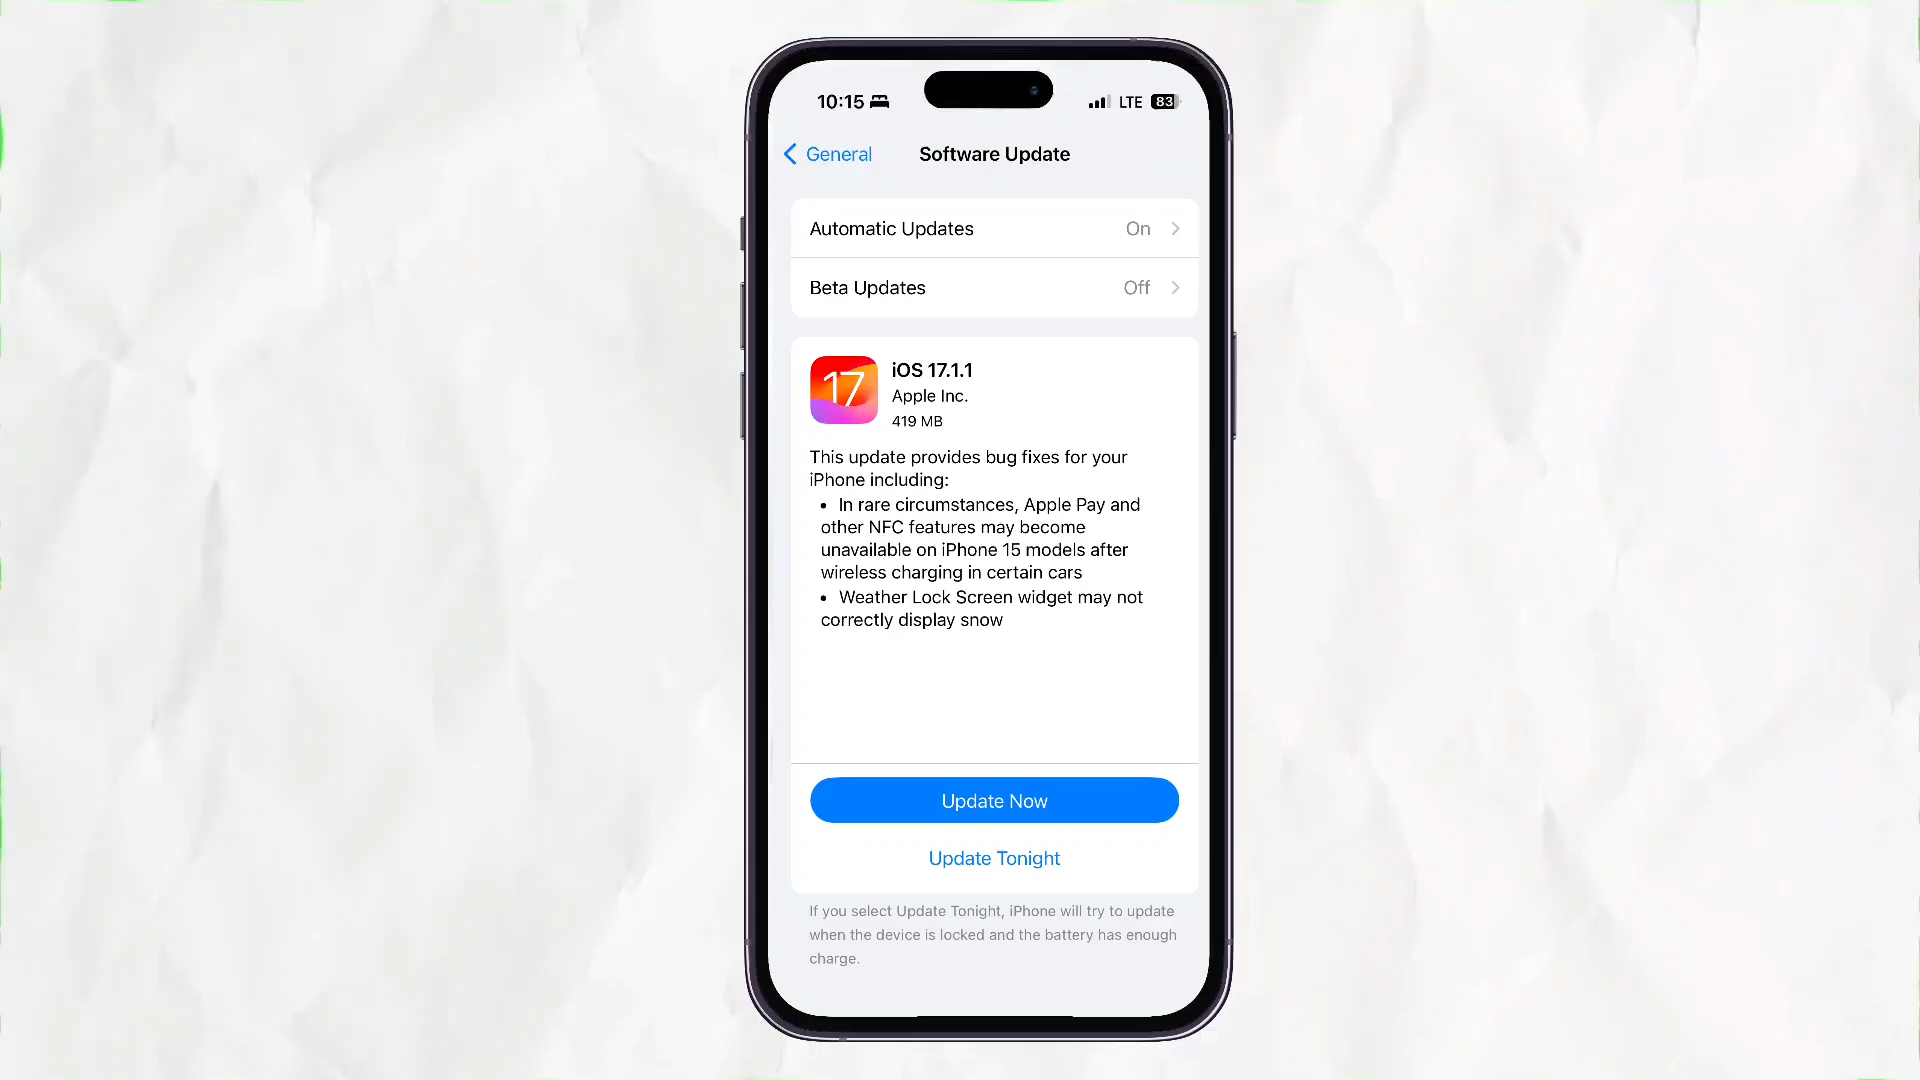 10:15
LTE 83
General
Software Update
Automatic Updates On
Beta Updates Off
17
iOS 17.1.1
Apple Inc.
419 MB
This update provides bug fixes for your
iPhone including:
• In rare circumstances, Apple Pay and
other NFC features may become
unavailable on iPhone 15 models after
wireless charging in certain cars
• Weather Lock Screen widget may not
correctly display snow
Update Now
Update Tonight
If you select Update Tonight, iPhone will try to update
when the device is locked and the battery has enough
charge.